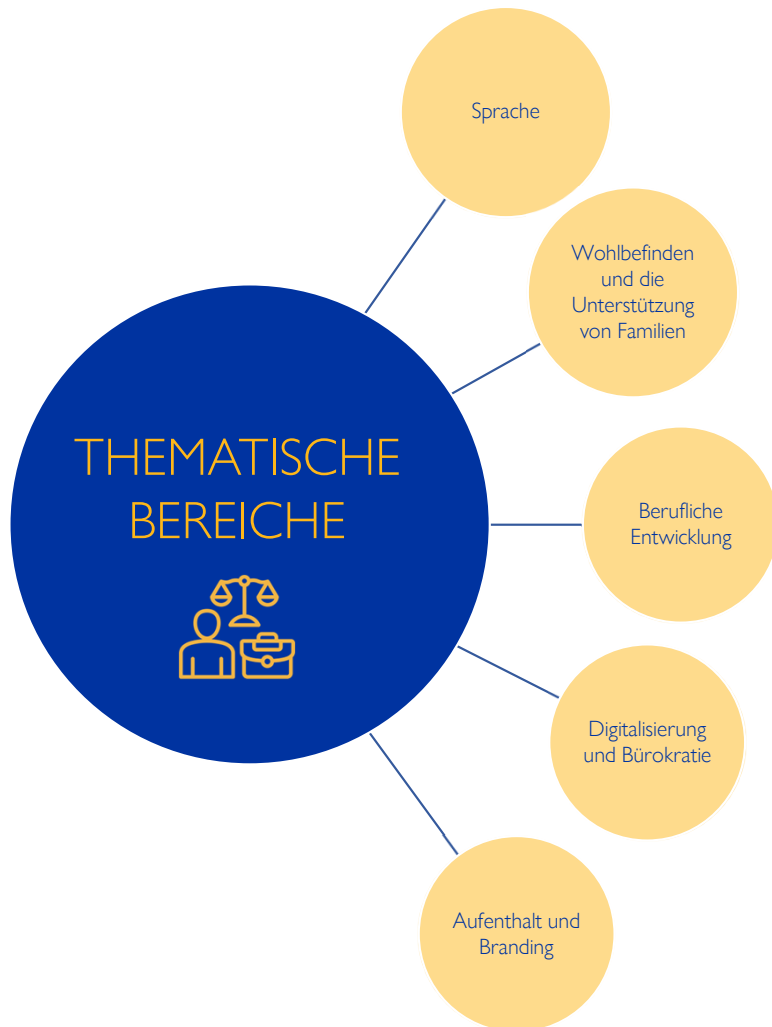 THEMATISCHE
BEREICHE
Sprache
Wohlbefinden
und die
Unterstützung
von Familien
Berufliche
Entwicklung
Digitalisierung
und Bürokratie
Aufenthalt und
Branding